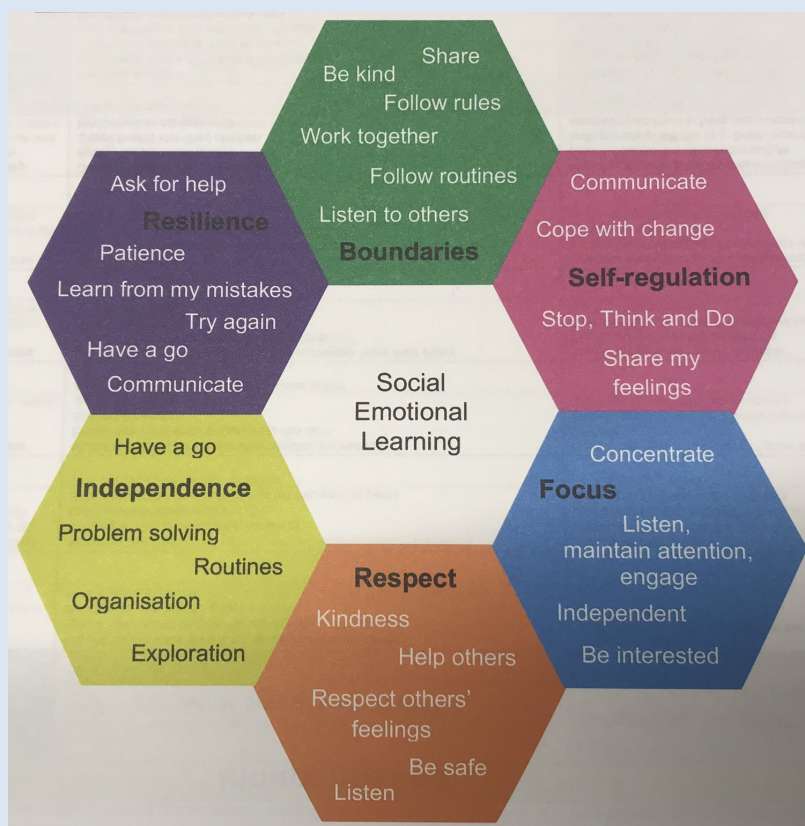 Share
Be kind
Follow rules
Work together
Follow routines
Listen to others
Boundaries
Communicate
Cope with change
Self-regulation
Stop, Think and Do
Share my
feelings
Concentrate
Focus
Listen,
maintain attention,
engage
Independent
Be interested
Respect
Kindness
Help others
Respect others'
feelings
Be safe
Listen
Have a go
Independence
Problem solving
Routines
Organisation
Exploration
Ask for help
Resilience
Patience
Learn from my mistakes
Try again
Have a go
Communicate
Social
Emotional
Learning